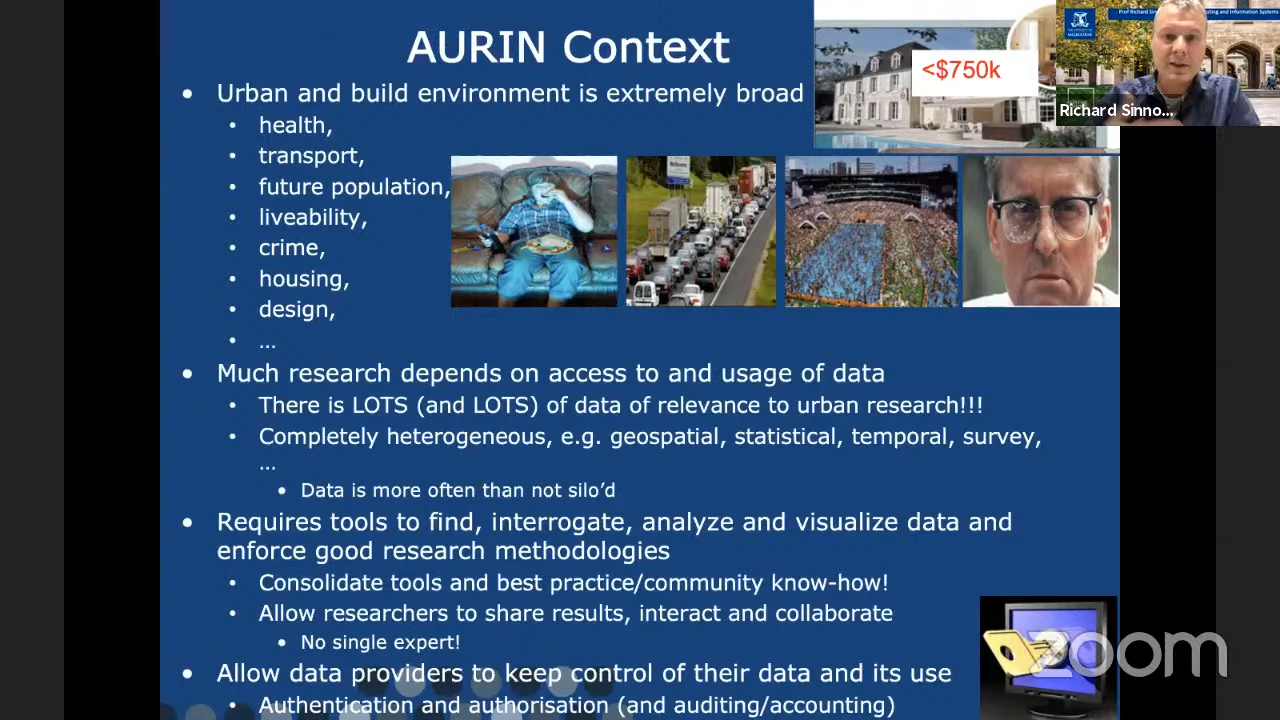 AURIN Context
• Urban and build environment is extremely broad
• health,
• transport,
• future population,
• liveability,
• crime,
• housing,
• design,
• …
• Much research depends on access to and usage of data
• There is LOTS (and LOTS) of data of relevance to urban research!!!
• Completely heterogeneous, e.g. geospatial, statistical, temporal, survey,
…
• Data is more often than not silo’d
• Requires tools to find, interrogate, analyze and visualize data and
enforce good research methodologies
• Consolidate tools and best practice/community know-how!
• Allow researchers to share results, interact and collaborate
• No single expert!
• Allow data providers to keep control of their data and its use
• Authentication and authorisation (and auditing/accounting)
<$750k
MELBOURNE
Richard Sinno...
zoom